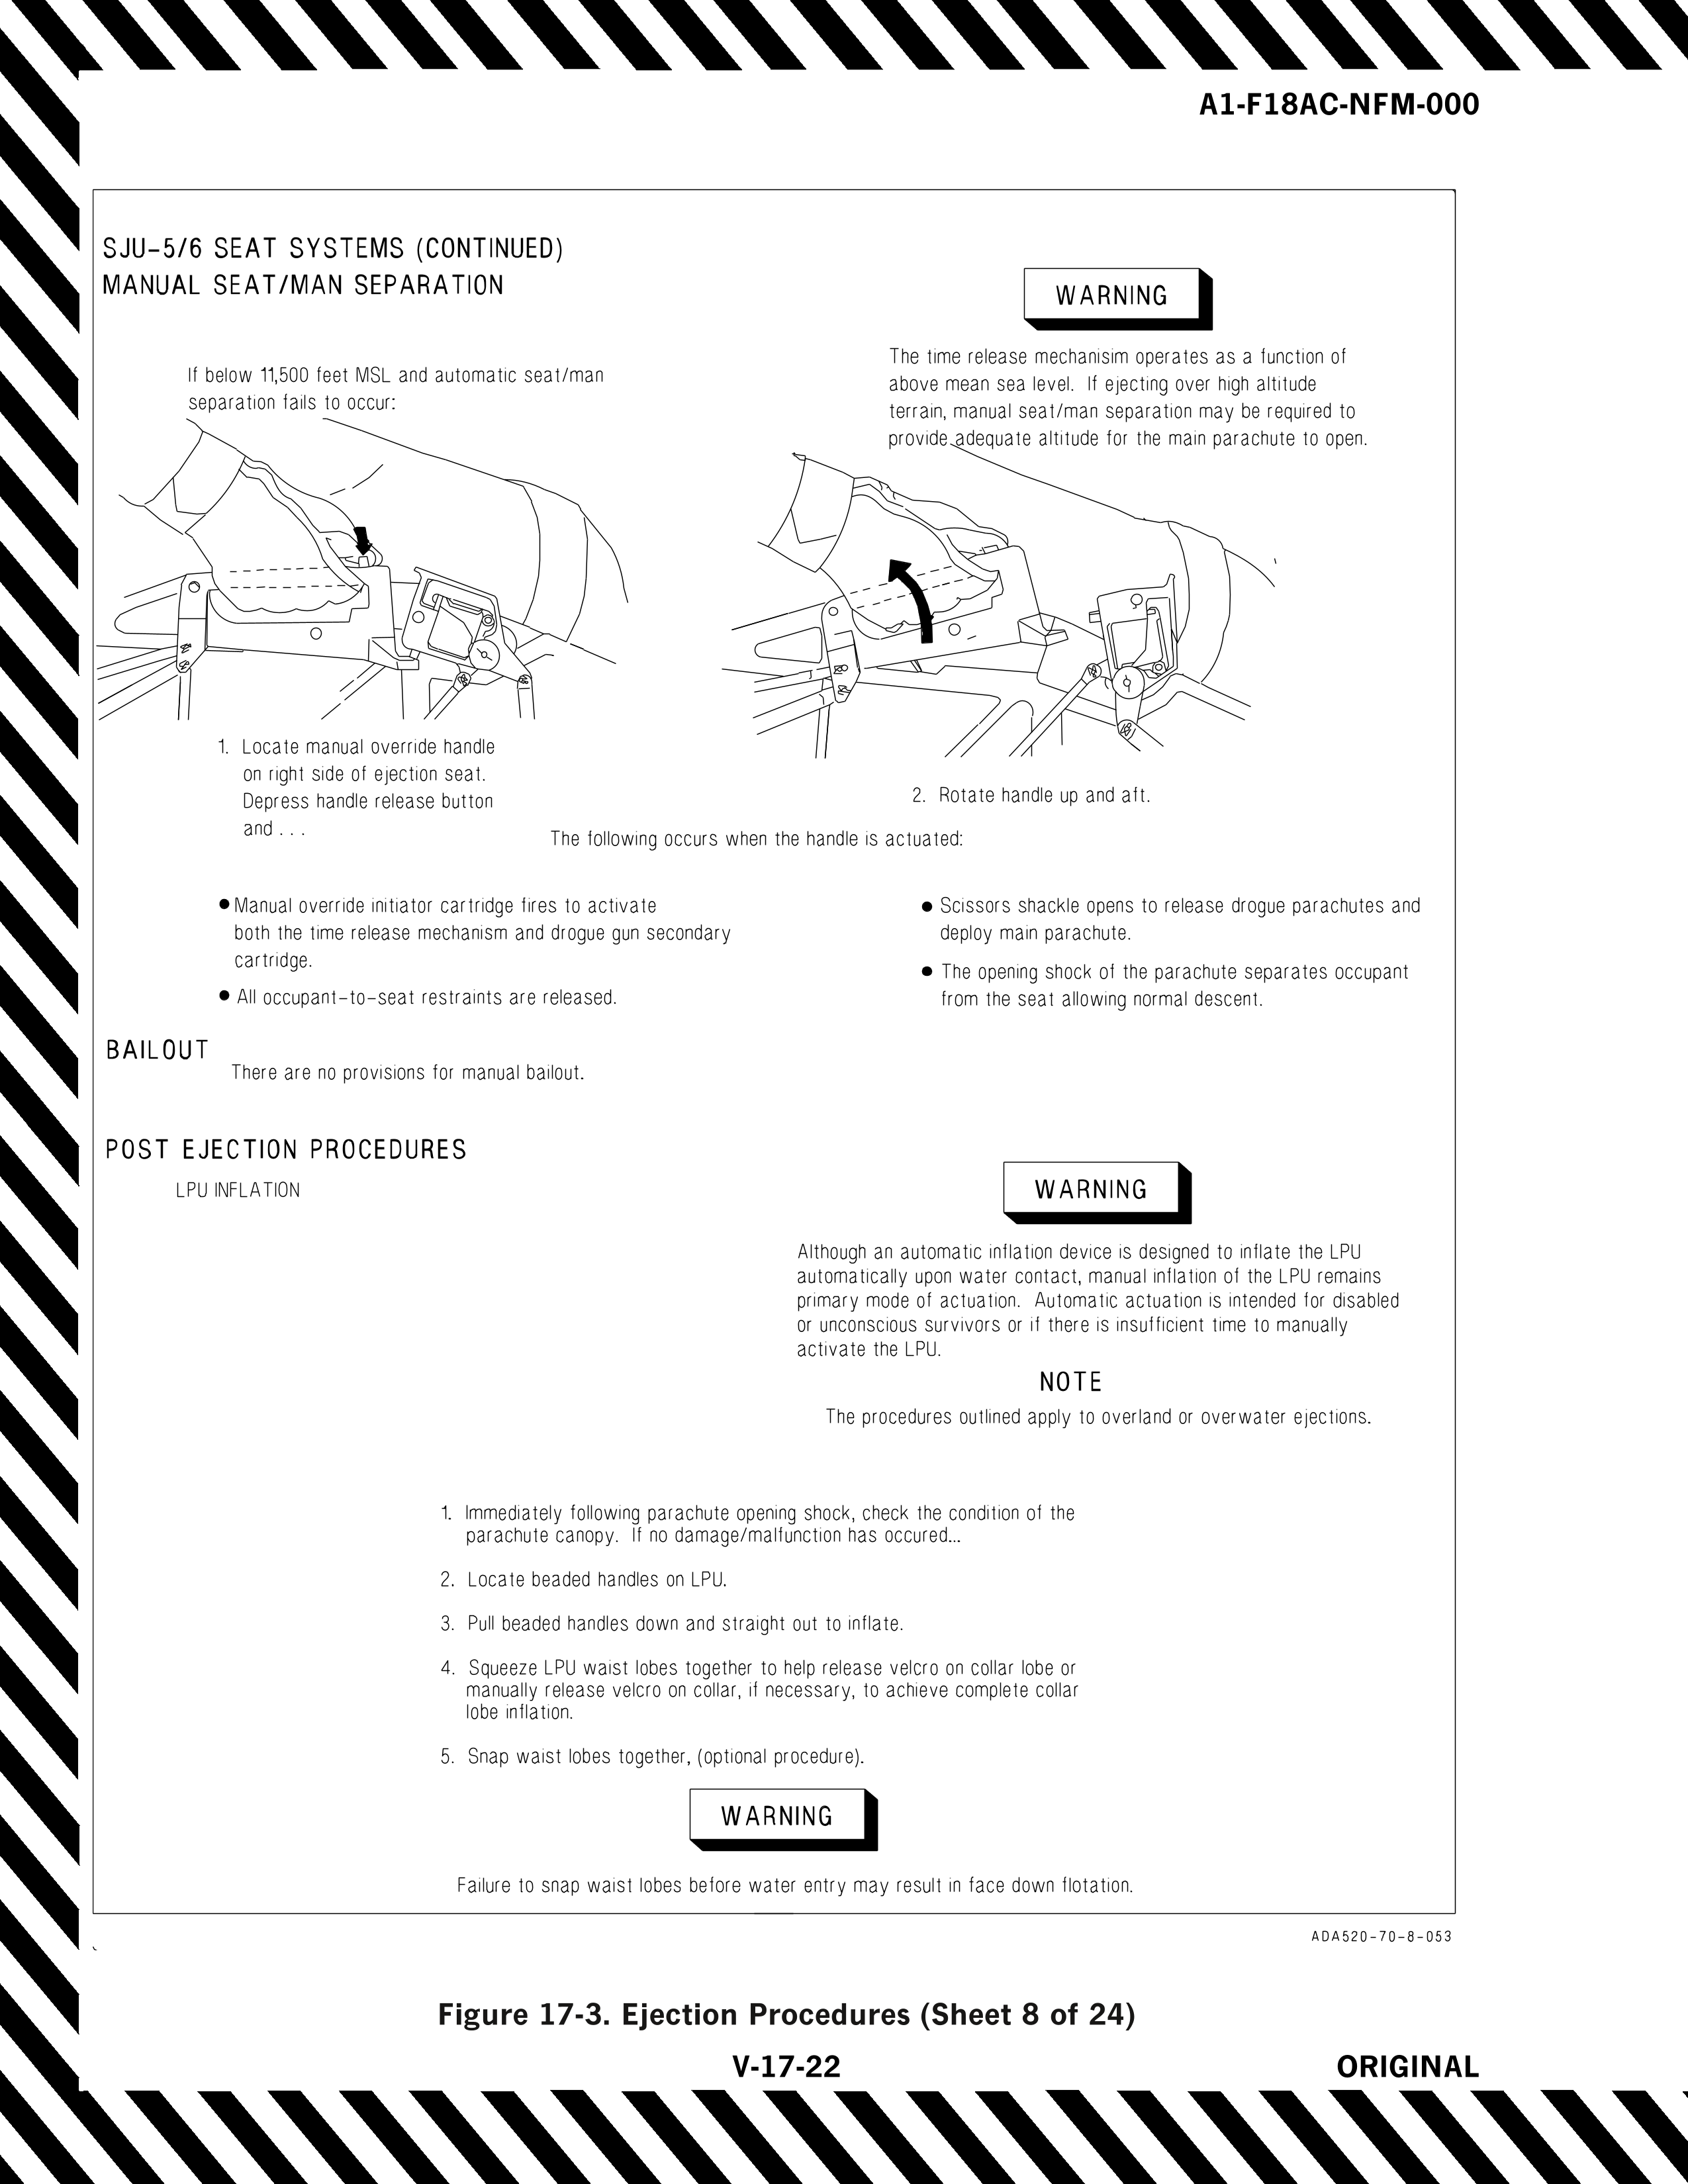 A1-F18AC-NFM-000
SJU-5/6 SEAT SYSTEMS (CONTINUED)
MANUAL SEAT/MAN SEPARATION
If below 11,500 feet MSL and automatic seat/man
separation fails to occur:
WARNING
The time release mechanisim operates as a function of
above mean sea level. If ejecting over high altitude
terrain, manual seat/man separation may be required to
provide adequate altitude for the main parachute to open.
1. Locate manual override handle
on right side of ejection seat.
Depress handle release button
and . . .
2. Rotate handle up and aft.
The following occurs when the handle is actuated:
● Manual override initiator cartridge fires to activate
both the time release mechanism and drogue gun secondary
cartridge.
● All occupant-to-seat restraints are released.
● Scissors shackle opens to release drogue parachutes and
deploy main parachute.
● The opening shock of the parachute separates occupant
from the seat allowing normal descent.
BAILOUT
There are no provisions for manual bailout.
POST EJECTION PROCEDURES
LPU INFLATION
WARNING
Although an automatic inflation device is designed to inflate the LPU
automatically upon water contact, manual inflation of the LPU remains
primary mode of actuation. Automatic actuation is intended for disabled
or unconscious survivors or if there is insufficient time to manually
activate the LPU.
NOTE
The procedures outlined apply to overland or overwater ejections.
1. Immediately following parachute opening shock, check the condition of the
parachute canopy. If no damage/malfunction has occured...
2. Locate beaded handles on LPU.
3. Pull beaded handles down and straight out to inflate.
4. Squeeze LPU waist lobes together to help release velcro on collar lobe or
manually release velcro on collar, if necessary, to achieve complete collar
lobe inflation.
5. Snap waist lobes together, (optional procedure).
WARNING
Failure to snap waist lobes before water entry may result in face down flotation.
ADA520-70-8-053
Figure 17-3. Ejection Procedures (Sheet 8 of 24)
V-17-22
ORIGINAL